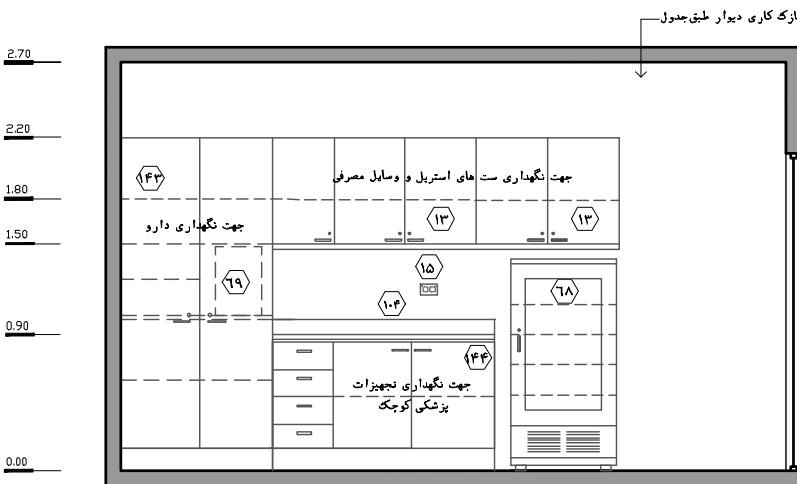 نازک کاری دیوار طبق جدول
2.70
2.20
۱۴۳
جهت نگهداری ست های استریل و وسایل مصرفی
1.80
۱۳
۱۳
جهت نگهداری دارو
1.50
۱۵
۶۹
۶۸
۱۰۴
0.90
۱۴۴
جهت نگهداری تجهیزات
پزشکی کوچک
0.00